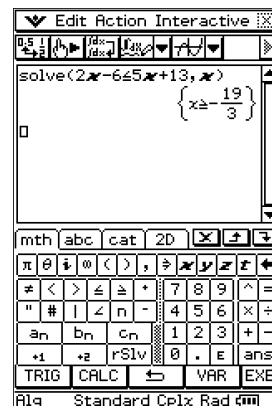 Edit Action Interactive
solve(2x-6≤5x+13, x)
{x≥-19/3}
mth abc cat 2D
π θ i ∞ ( ) , ⇒ x y z t
≠ < > ≤ ≥ ⁺ 7 8 9 ^ =
" # | ∠ n - 4 5 6 × ÷
an bn cn 1 2 3 + -
+1 +2 rSlv 0 . E ans
TRIG CALC VAR EXE
Alg Standard Cplx Rad